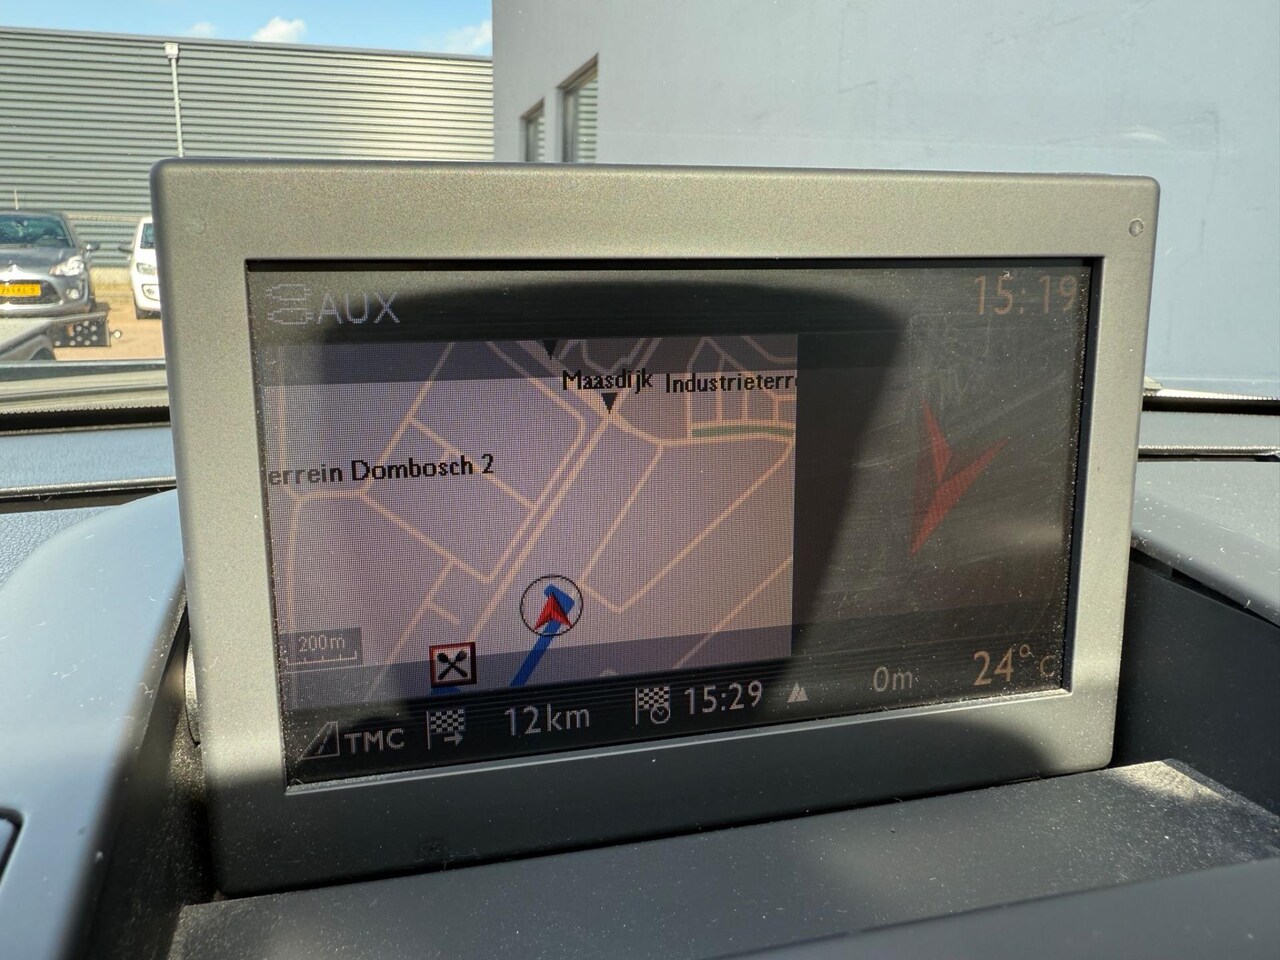 AUX
15:19
Maasdijk Industrieterr
errein Dombosch 2
200m
TMC
12km
15:29
0m
24°C